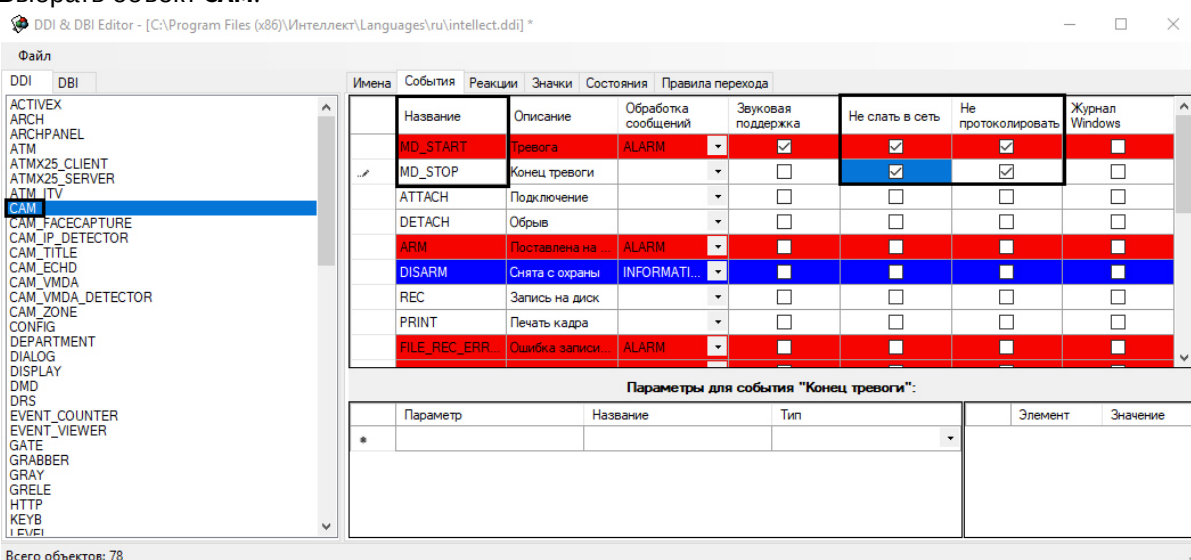 Выбрать объект CAM.
DDI & DBI Editor - [C:\Program Files (x86)\Интеллект\Languages\ru\intellect.ddi] *
Файл
DDI DBI
ACTIVEX
ARCH
ARCHPANEL
ATM
ATMX25_CLIENT
ATMX25_SERVER
ATM_ITV
CAM
CAM_FACECAPTURE
CAM_IP_DETECTOR
CAM_TITLE
CAM_ECHD
CAM_VMDA
CAM_VMDA_DETECTOR
CAM_ZONE
CONFIG
DEPARTMENT
DIALOG
DISPLAY
DMD
DRS
EVENT_COUNTER
EVENT_VIEWER
GATE
GRABBER
GRAY
GRELE
HTTP
KEYB
LEVEL
Имена События Реакции Значки Состояния Правила перехода
Название Описание Обработка сообщений Звуковая поддержка Не слать в сеть Не протоколировать Журнал Windows
MD_START Тревога ALARM
MD_STOP Конец тревоги
ATTACH Подключение
DETACH Обрыв
ARM Поставлена на ... ALARM
DISARM Снята с охраны INFORMATI...
REC Запись на диск
PRINT Печать кадра
FILE_REC_ERR... Ошибка записи... ALARM
Параметры для события "Конец тревоги":
Параметр Название Тип Элемент Значение
Всего объектов: 78